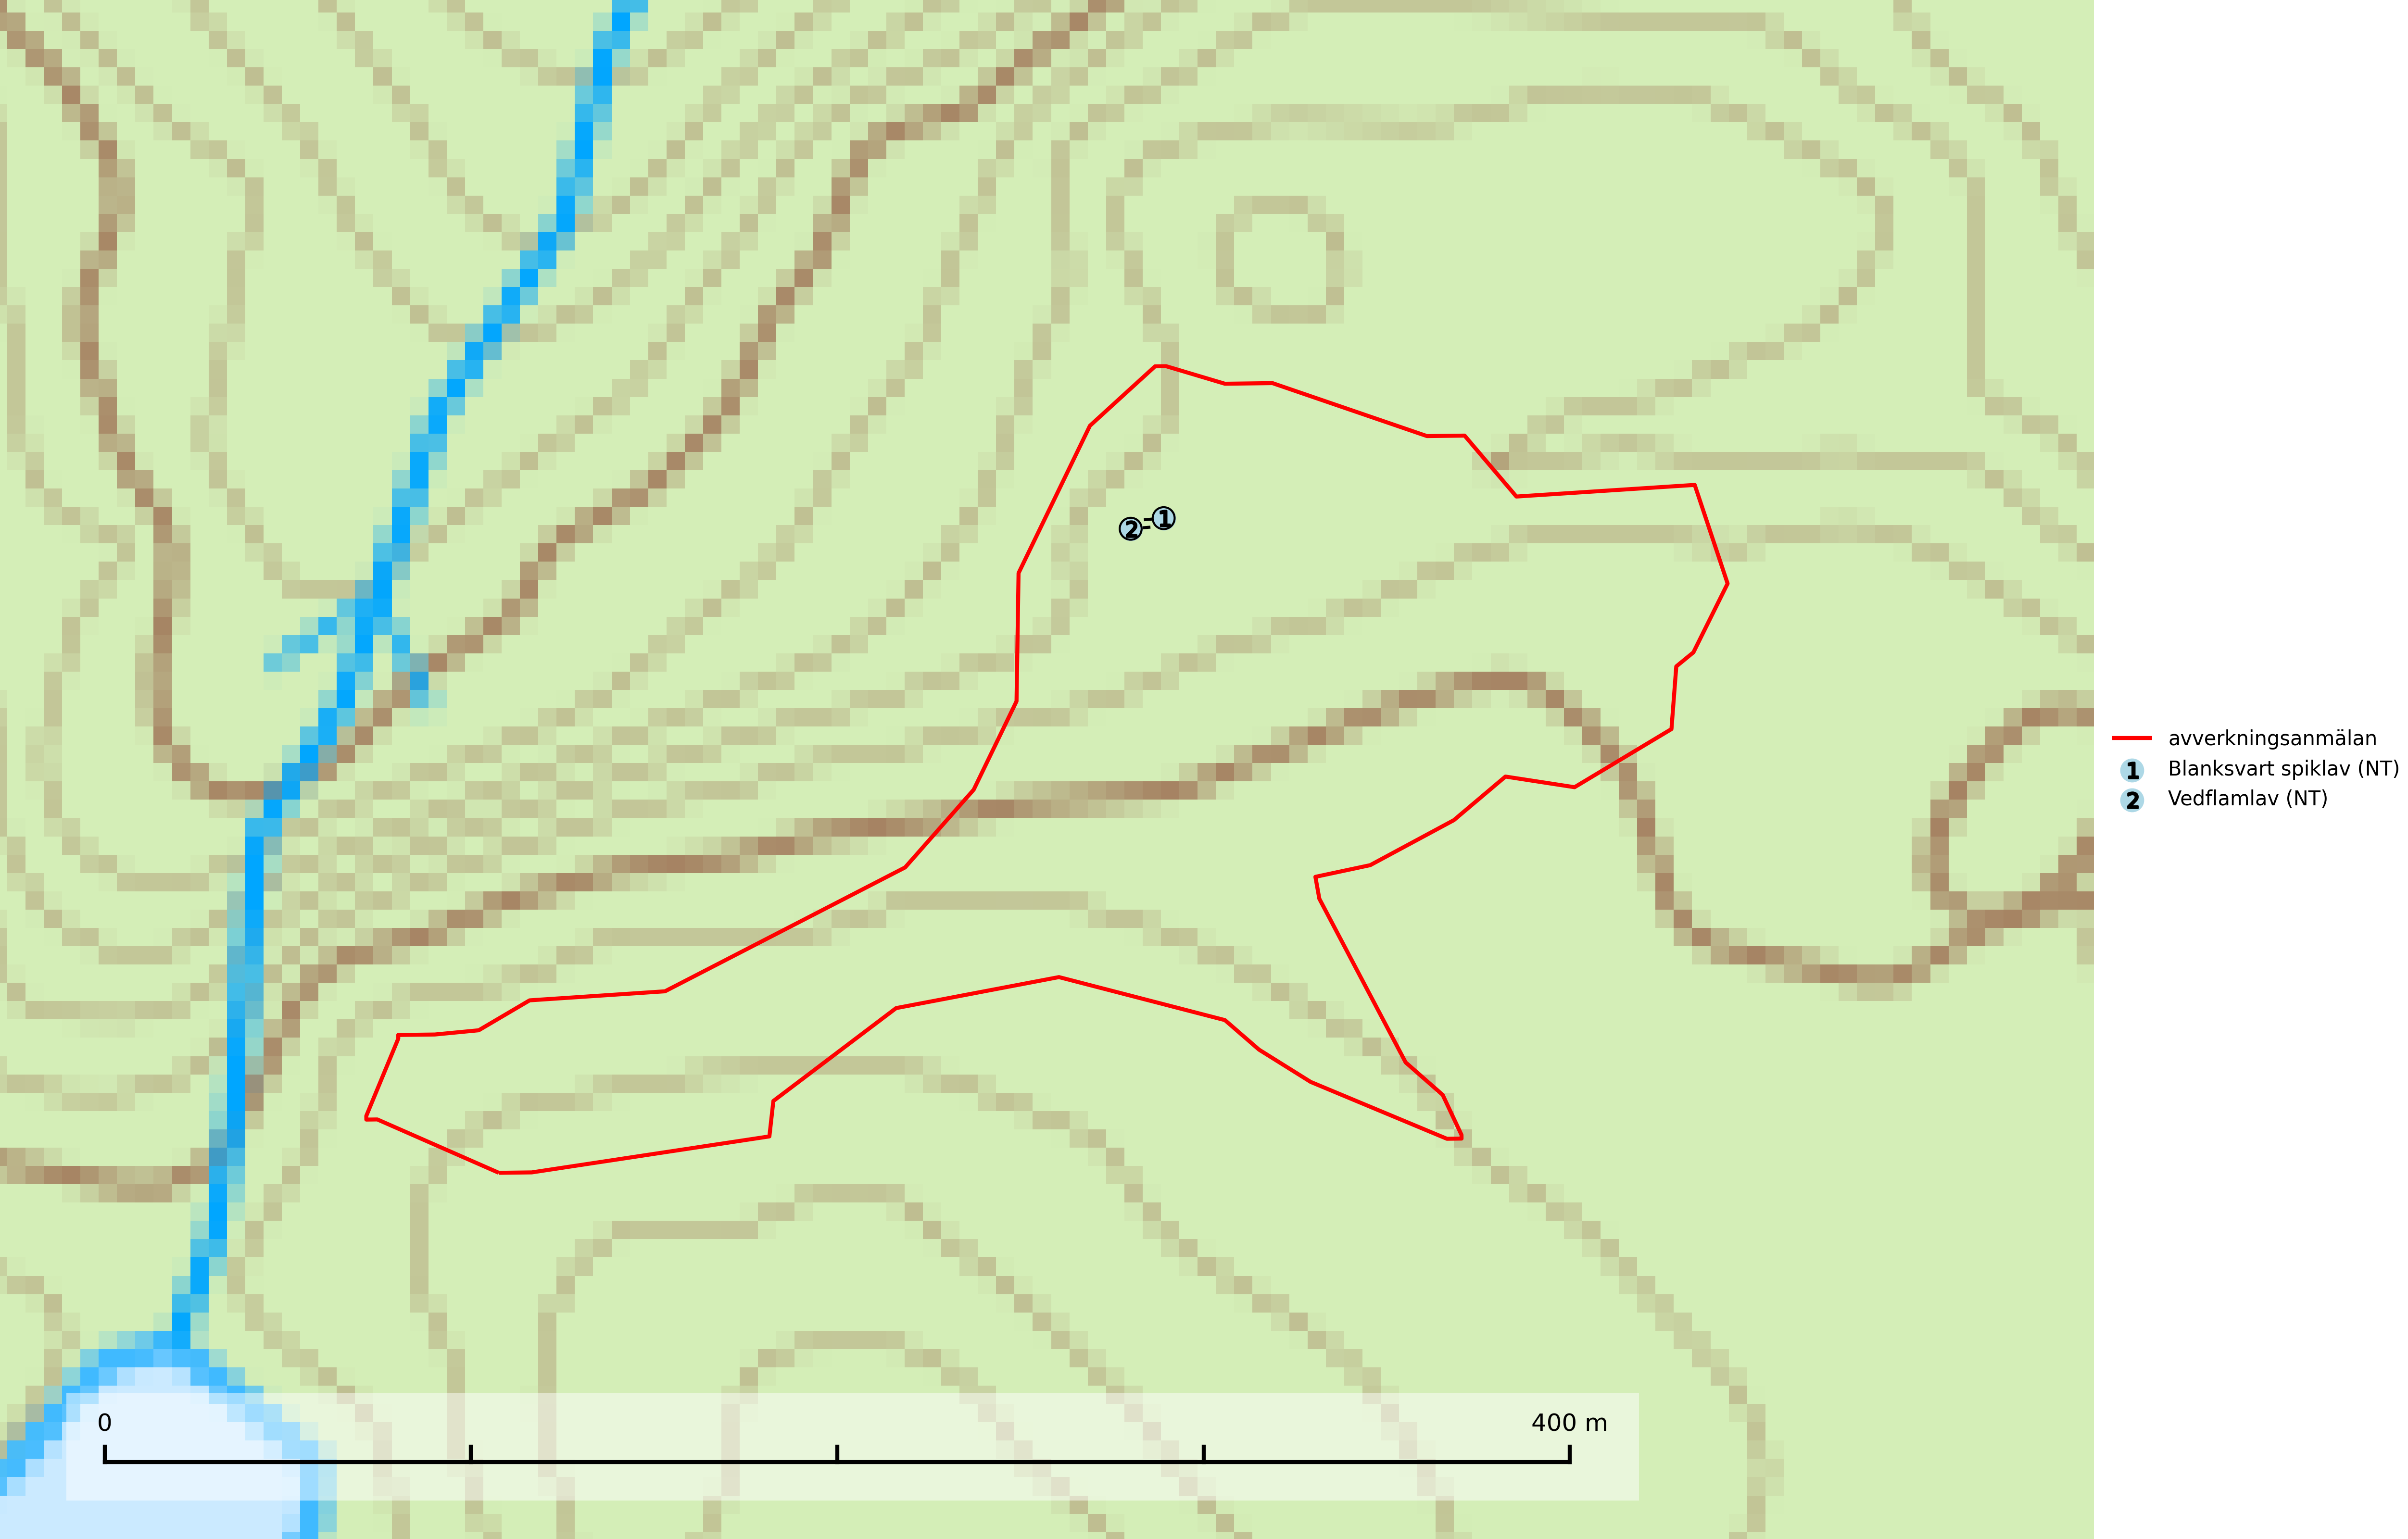 2 1
avverkningsanmälan
1 Blanksvart spiklav (NT)
2 Vedflamlav (NT)
0 400 m